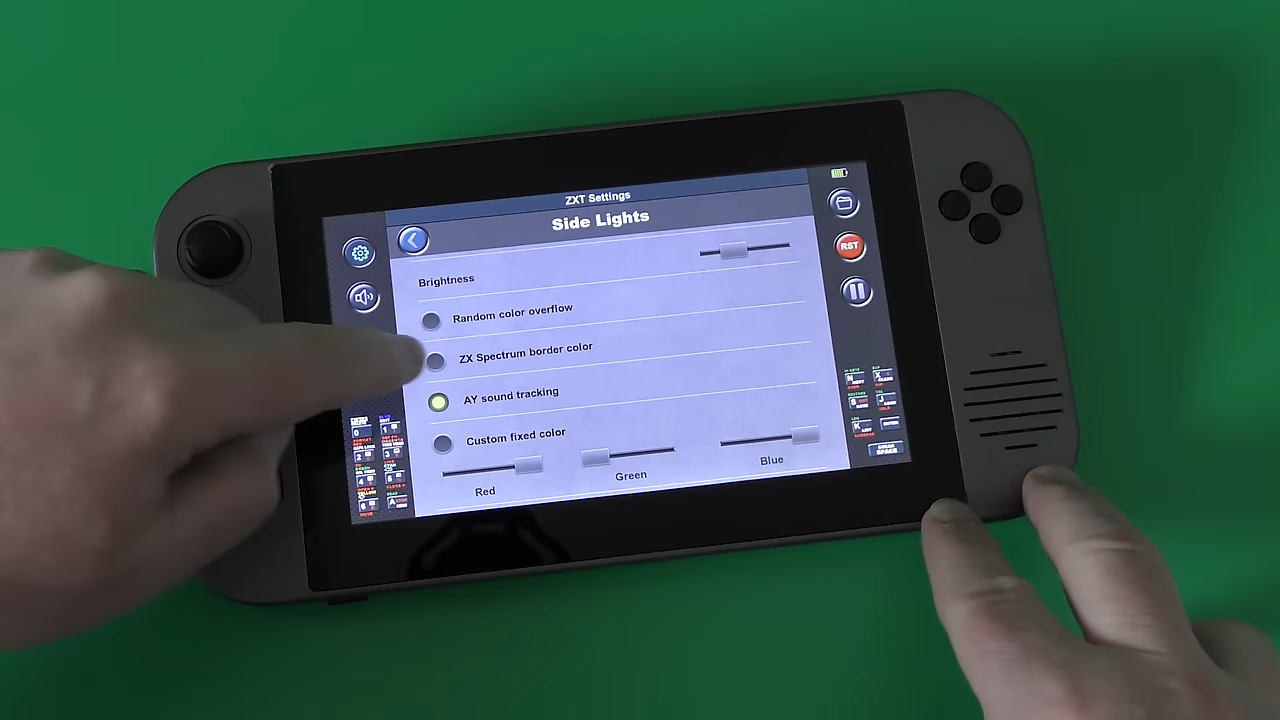 ZXT Settings
Side Lights
RST
Brightness
Random color overflow
ZX Spectrum border color
AY sound tracking
Custom fixed color
Red
Green
Blue